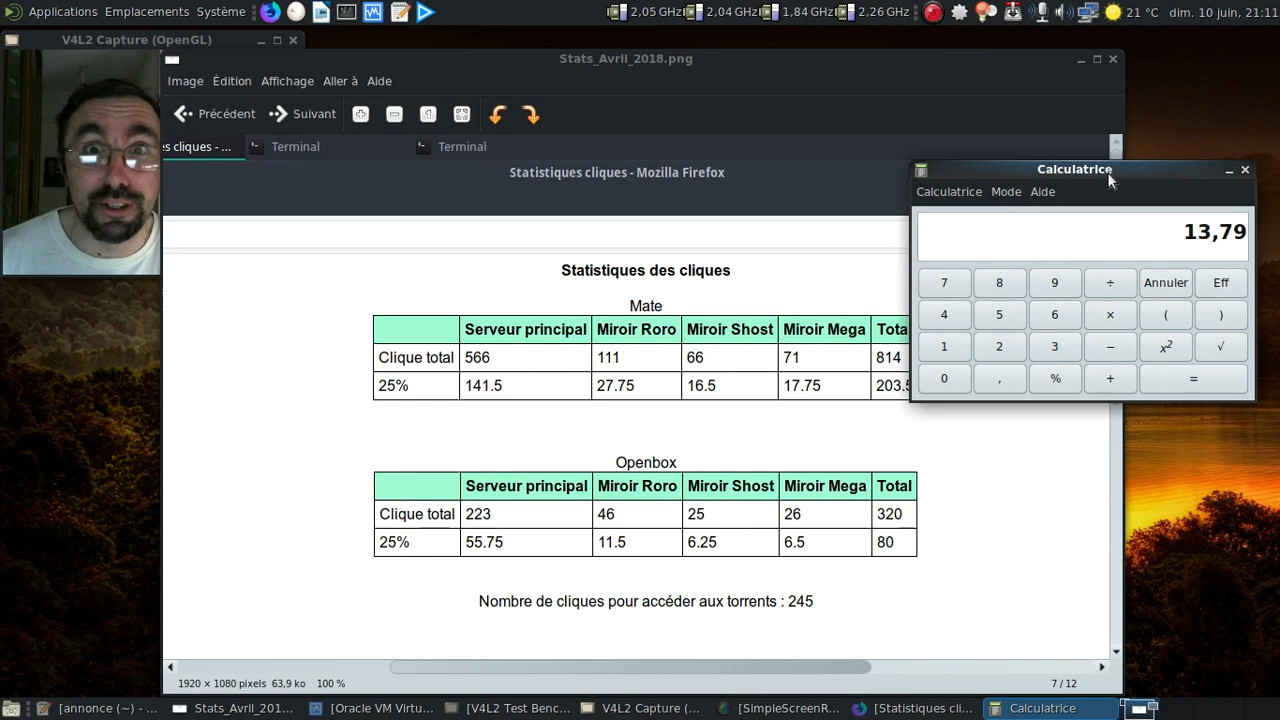 Applications Emplacements Système 2,05 GHz 2,04 GHz 1,84 GHz 2,26 GHz 21 °C dim. 10 juin, 21:11
V4L2 Capture (OpenGL)
Stats_Avril_2018.png
Image Édition Affichage Aller à Aide
Précédent Suivant
es cliques - ... Terminal Terminal
Statistiques cliques - Mozilla Firefox
Calculatrice
Calculatrice Mode Aide
13,79
7 8 9 ÷ Annuler Eff
4 5 6 × ( )
1 2 3 − x² √
0 , % + =
Statistiques des cliques
Mate
Serveur principal Miroir Roro Miroir Shost Miroir Mega Tota
Clique total 566 111 66 71 814
25% 141.5 27.75 16.5 17.75 203.5
Openbox
Serveur principal Miroir Roro Miroir Shost Miroir Mega Total
Clique total 223 46 25 26 320
25% 55.75 11.5 6.25 6.5 80
Nombre de cliques pour accéder aux torrents : 245
1920 × 1080 pixels 63,9 ko 100 % 7 / 12
[annonce (~) - ... Stats_Avril_201... [Oracle VM Virtu... [V4L2 Test Benc... V4L2 Capture (... [SimpleScreenR... [Statistiques cli... Calculatrice